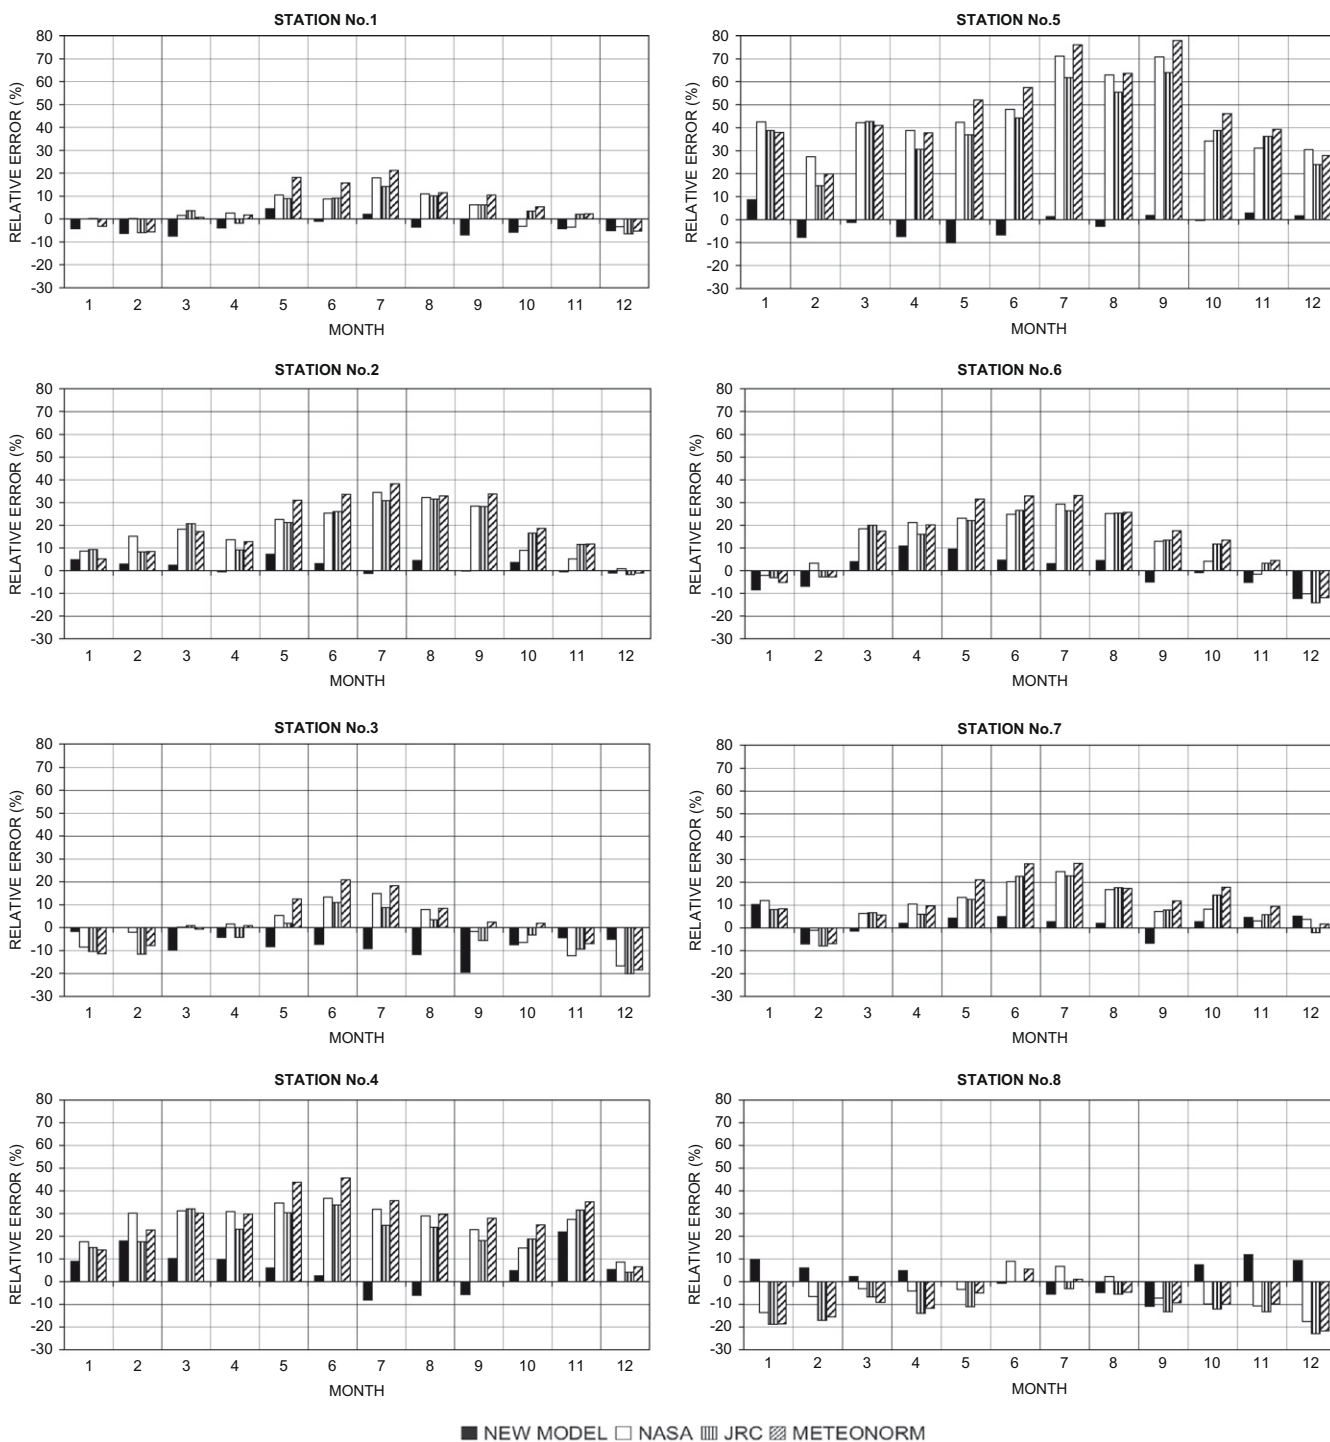 STATION No.1
RELATIVE ERROR (%)
80
70
60
50
40
30
20
10
0
-10
-20
-30
1 2 3 4 5 6 7 8 9 10 11 12
MONTH
STATION No.5
RELATIVE ERROR (%)
80
70
60
50
40
30
20
10
0
-10
-20
-30
1 2 3 4 5 6 7 8 9 10 11 12
MONTH
STATION No.2
RELATIVE ERROR (%)
80
70
60
50
40
30
20
10
0
-10
-20
-30
1 2 3 4 5 6 7 8 9 10 11 12
MONTH
STATION No.6
RELATIVE ERROR (%)
80
70
60
50
40
30
20
10
0
-10
-20
-30
1 2 3 4 5 6 7 8 9 10 11 12
MONTH
STATION No.3
RELATIVE ERROR (%)
80
70
60
50
40
30
20
10
0
-10
-20
-30
1 2 3 4 5 6 7 8 9 10 11 12
MONTH
STATION No.7
RELATIVE ERROR (%)
80
70
60
50
40
30
20
10
0
-10
-20
-30
1 2 3 4 5 6 7 8 9 10 11 12
MONTH
STATION No.4
RELATIVE ERROR (%)
80
70
60
50
40
30
20
10
0
-10
-20
-30
1 2 3 4 5 6 7 8 9 10 11 12
MONTH
STATION No.8
RELATIVE ERROR (%)
80
70
60
50
40
30
20
10
0
-10
-20
-30
1 2 3 4 5 6 7 8 9 10 11 12
MONTH
NEW MODEL NASA JRC METEONORM